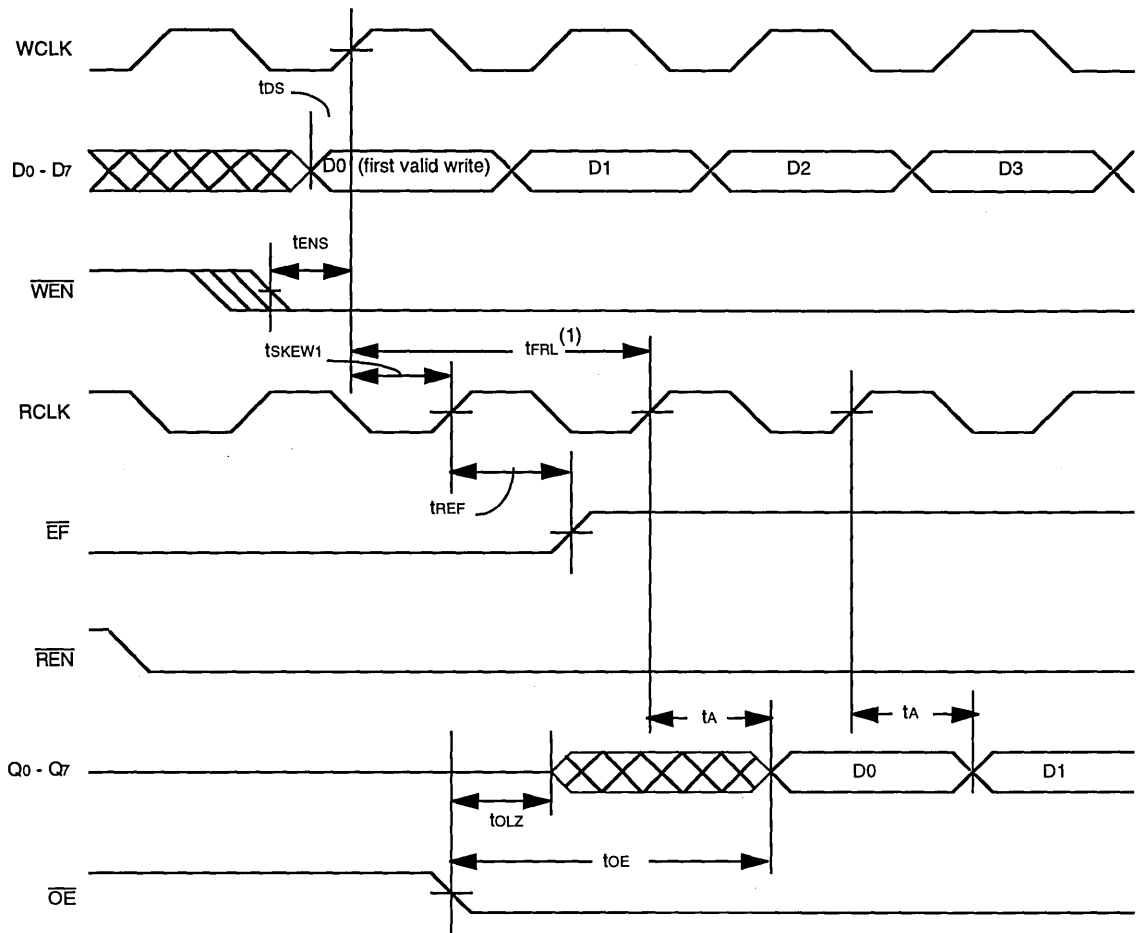 WCLK
tDS
D0 - D7
D0 (first valid write)
D1
D2
D3
tENS
WEN
tSKEW1
tFRL(1)
RCLK
tREF
EF
REN
tA
tA
Q0 - Q7
D0
D1
tOLZ
tOE
OE